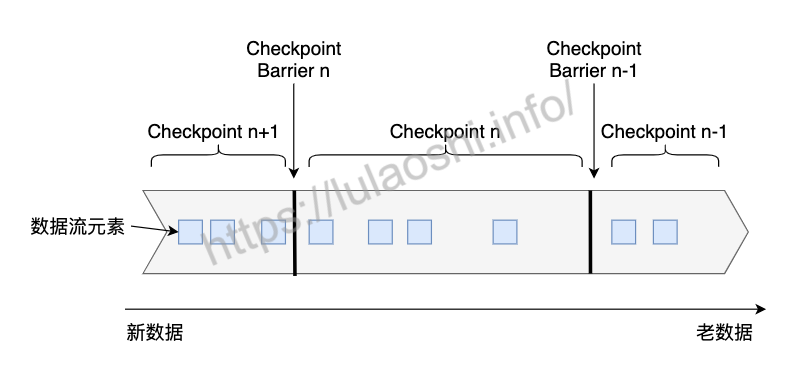 Checkpoint
Barrier n
Checkpoint
Barrier n-1
Checkpoint n+1
Checkpoint n
Checkpoint n-1
https://lulaoshi.info/
数据流元素
新数据
老数据